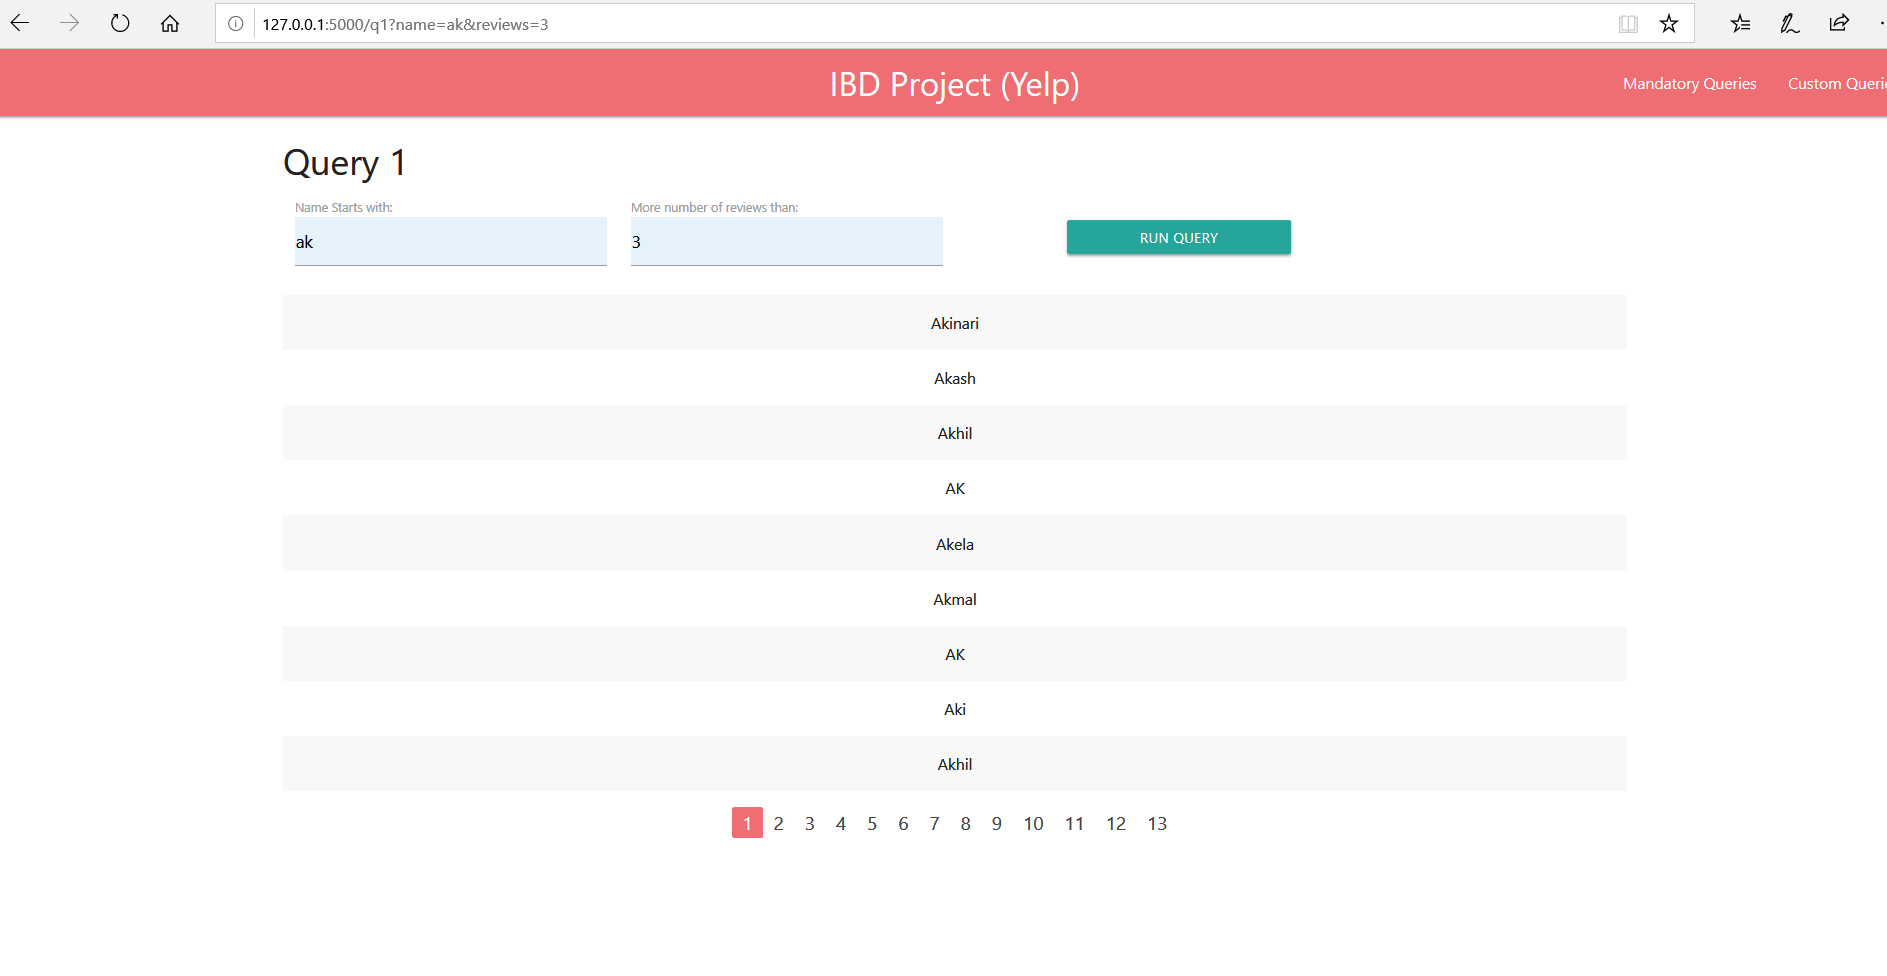 127.0.0.1:5000/q1?name=ak&reviews=3
IBD Project (Yelp)
Mandatory Queries
Custom Querie
Query 1
Name Starts with:
More number of reviews than:
ak
3
RUN QUERY
Akinari
Akash
Akhil
AK
Akela
Akmal
AK
Aki
Akhil
1 2 3 4 5 6 7 8 9 10 11 12 13